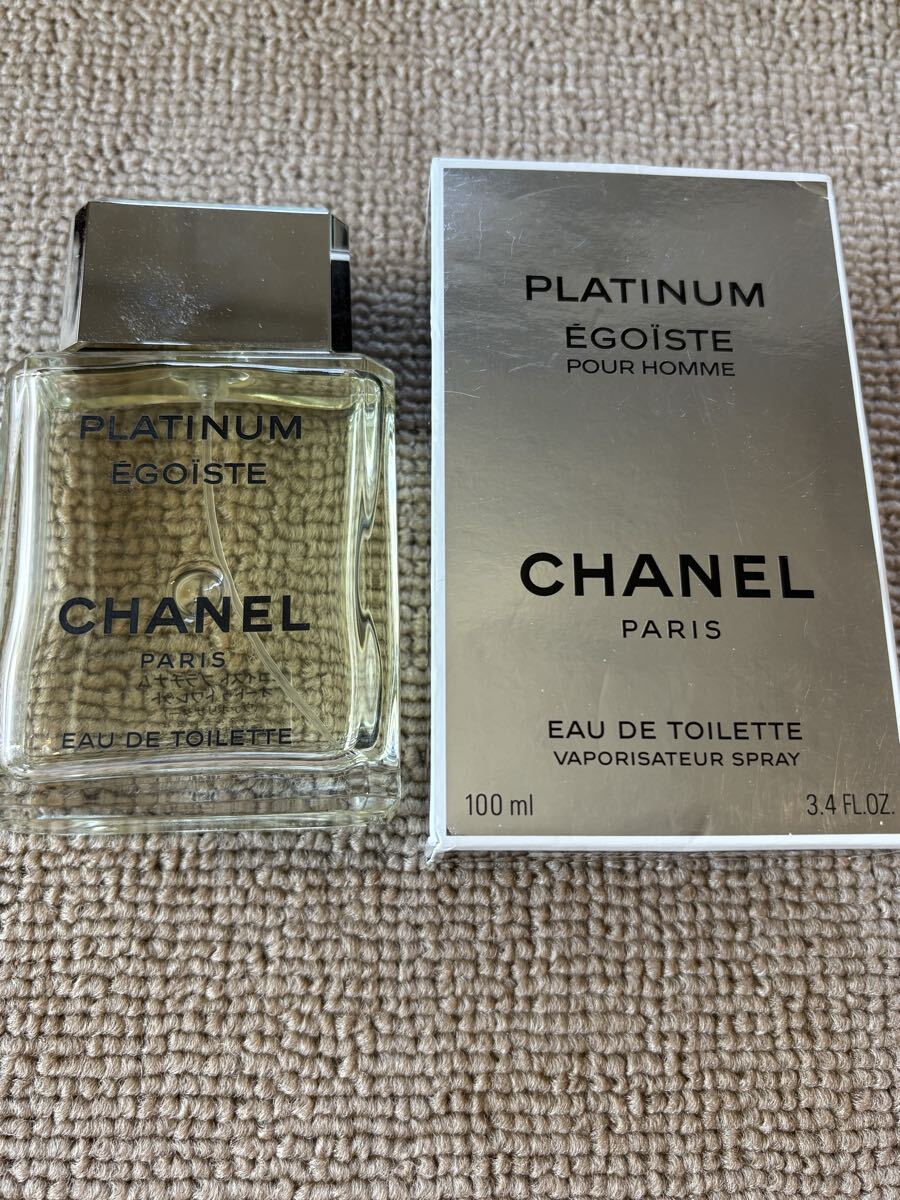 PLATINUM
ÉGOÏSTE
CHANEL
PARIS
EAU DE TOILETTE
PLATINUM
ÉGOÏSTE
POUR HOMME
CHANEL
PARIS
EAU DE TOILETTE
VAPORISATEUR SPRAY
100 ml
3.4 FL.OZ.